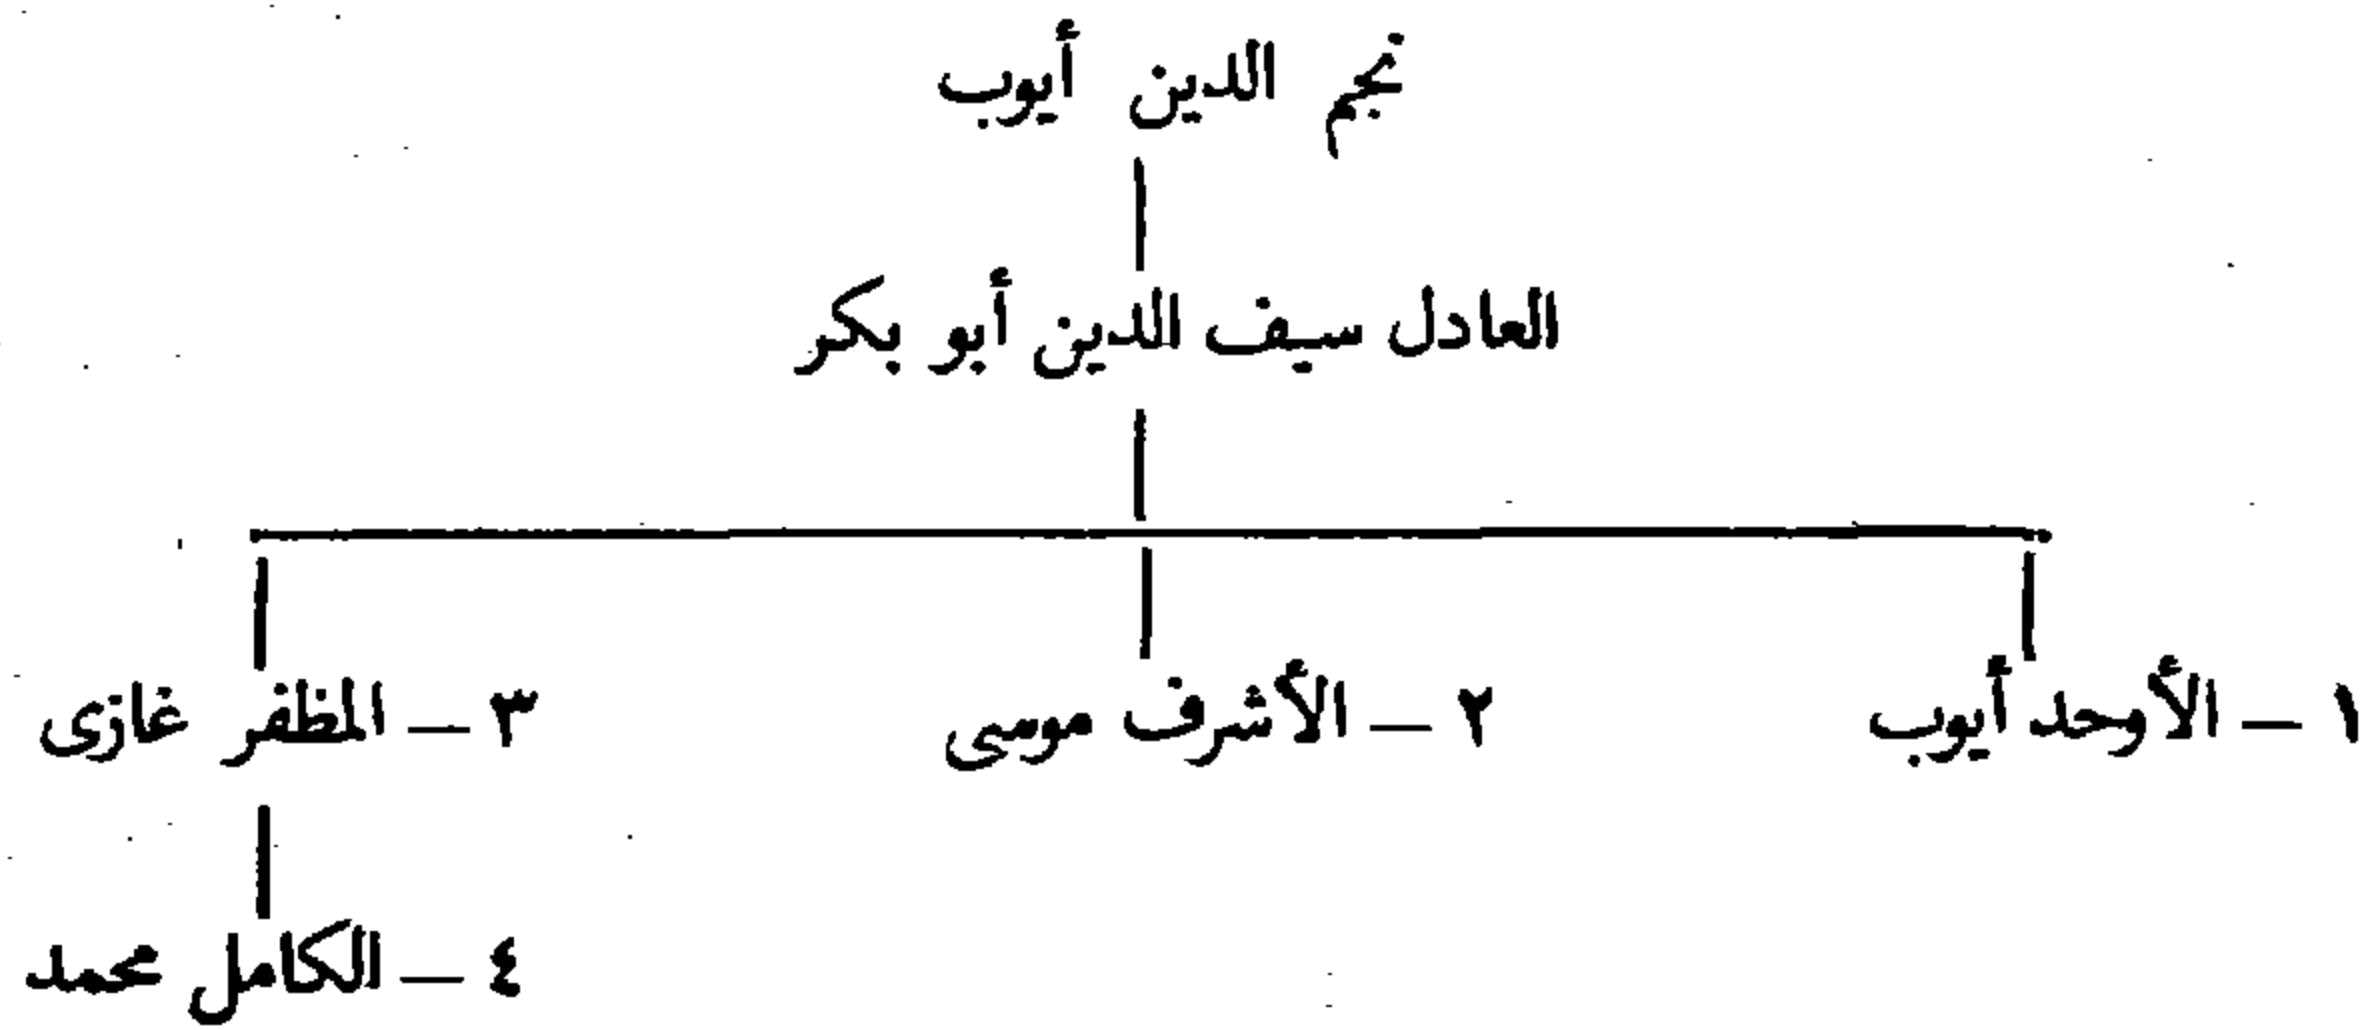 نجم الدين أيوب
العادل سيف الدين أبو بكر
١ – الأوحد أيوب
٢ – الأشرف موسى
٣ – المظفر غازى
٤ – الكامل محمد